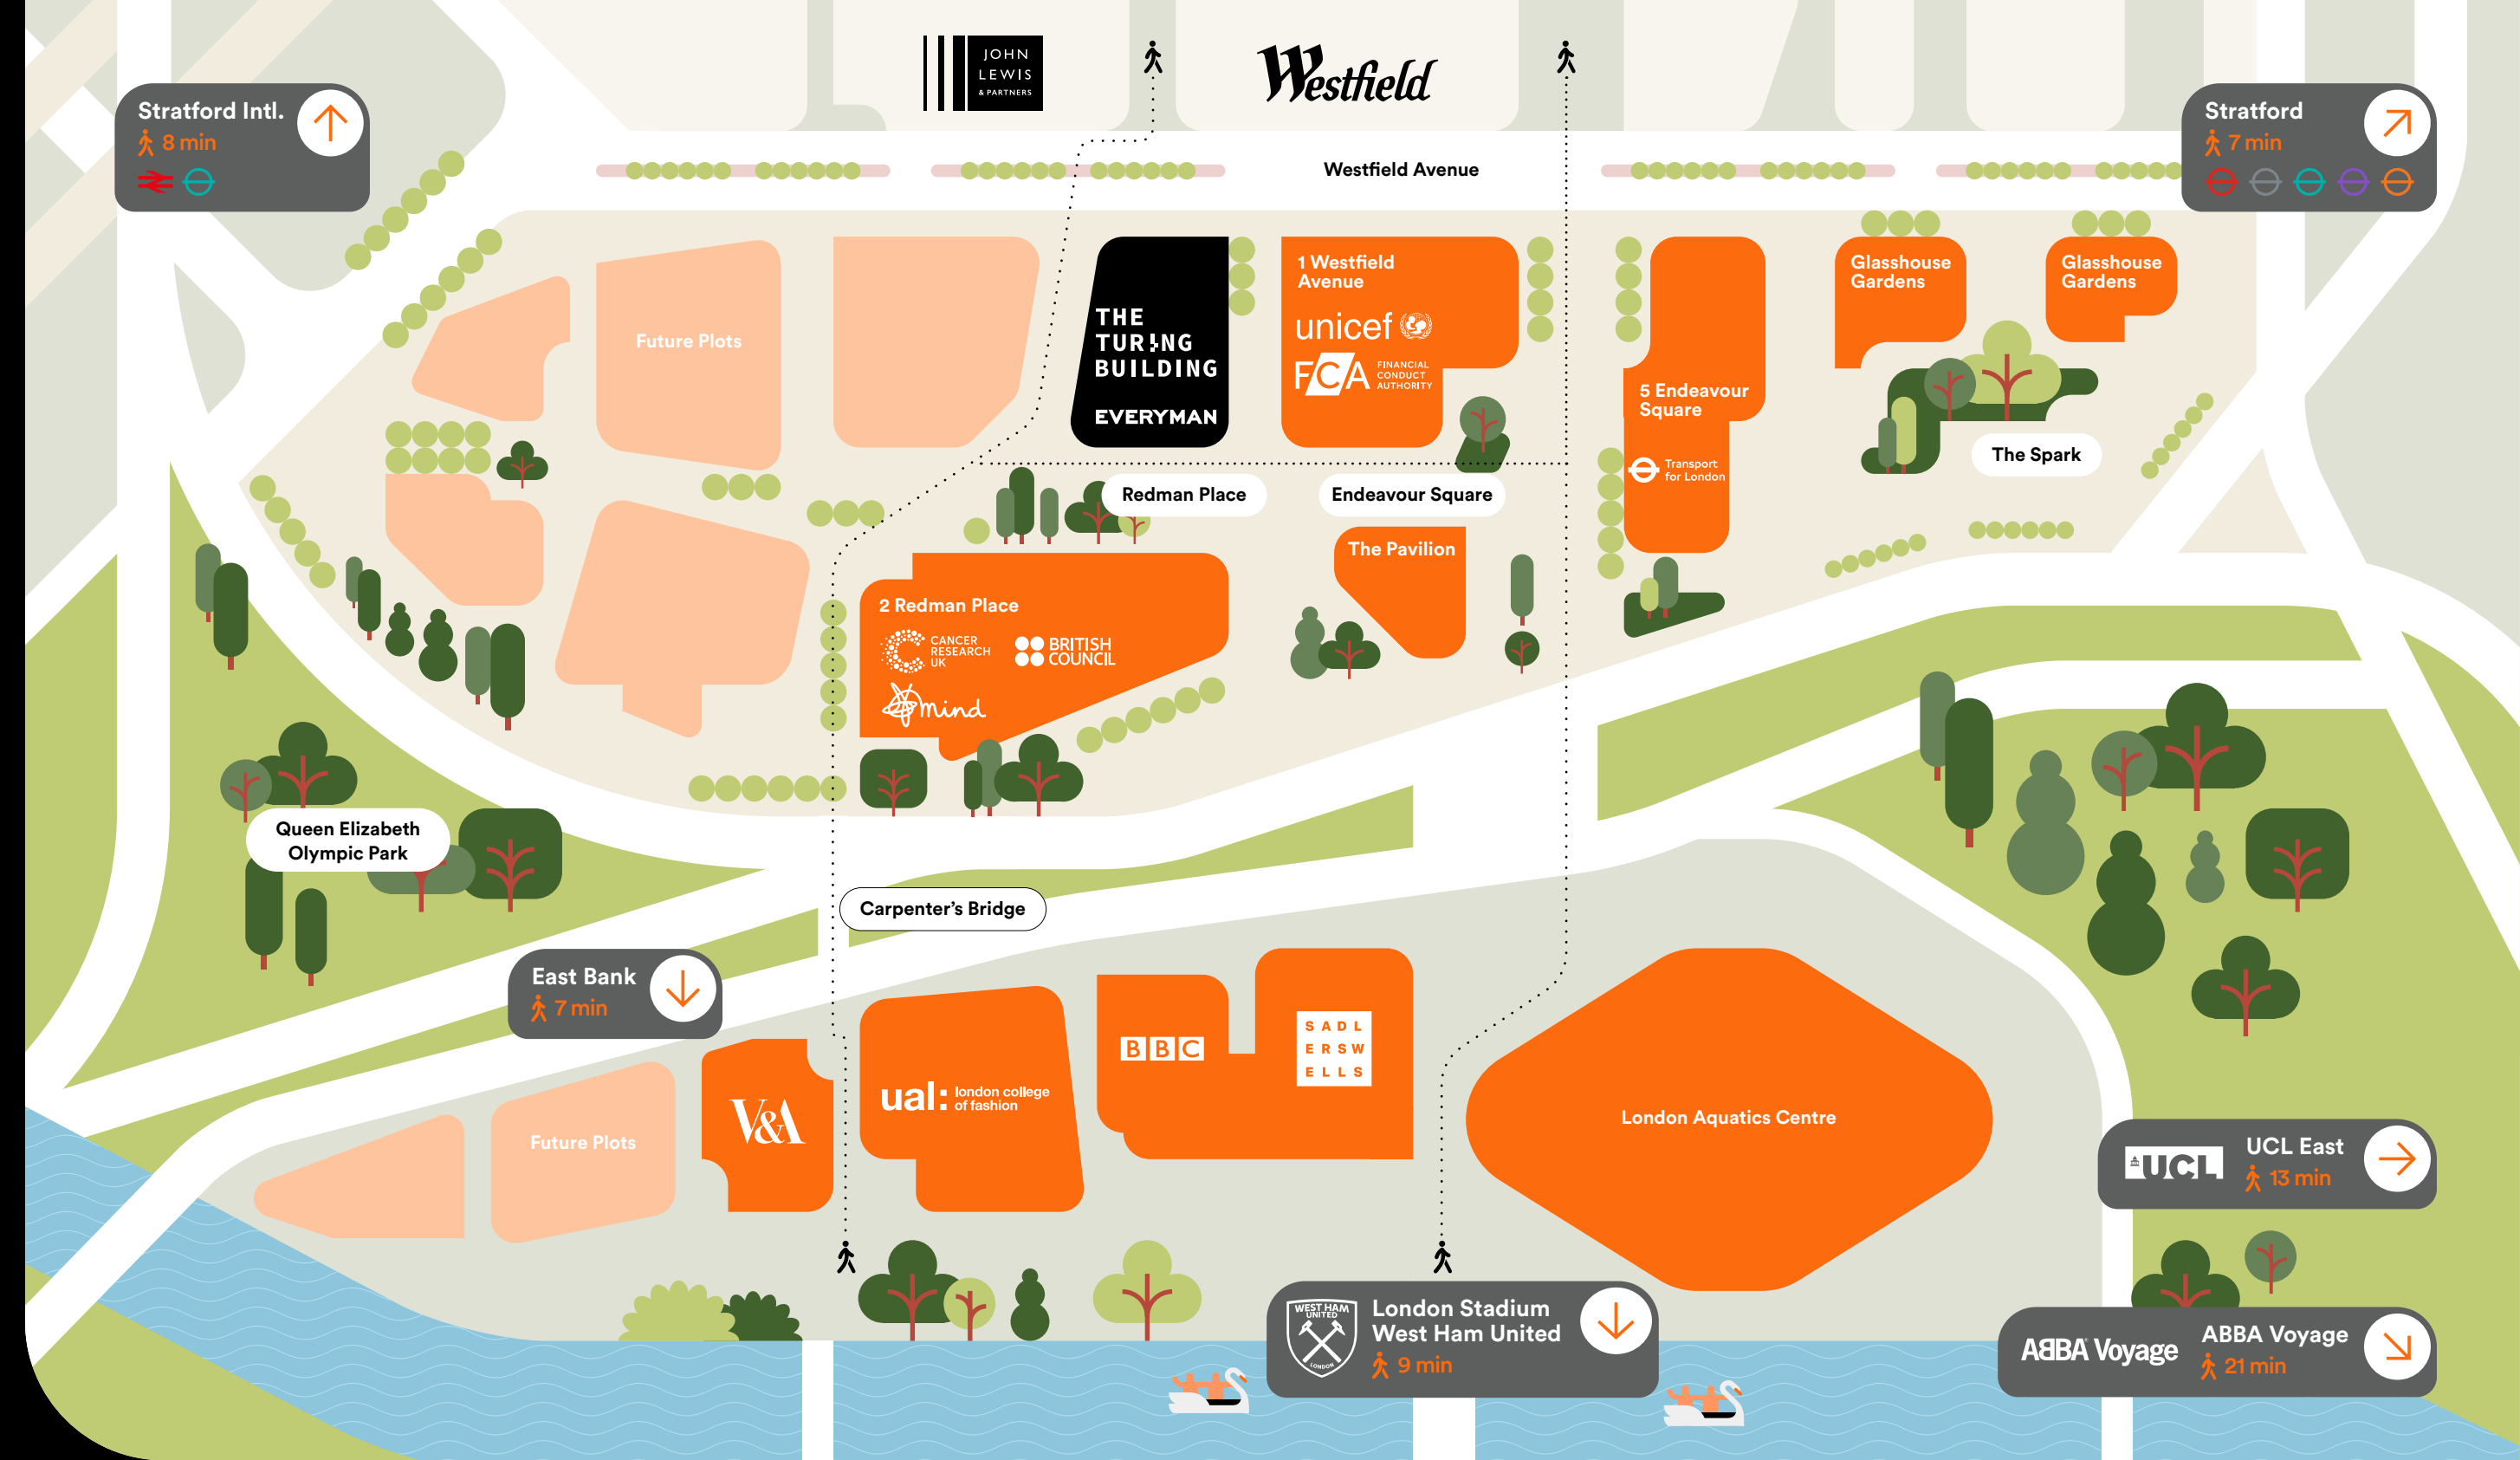 JOHN
LEWIS
& PARTNERS
Westfield
Stratford Intl.
8 min
Stratford
7 min
Westfield Avenue
Future Plots
THE
TUR!NG
BUILDING
EVERYMAN
1 Westfield
Avenue
unicef
FCA FINANCIAL
CONDUCT
AUTHORITY
5 Endeavour
Square
Transport
for London
Glasshouse
Gardens
Glasshouse
Gardens
The Spark
Redman Place
Endeavour Square
The Pavilion
2 Redman Place
CANCER
RESEARCH
UK
BRITISH
COUNCIL
mind
Queen Elizabeth
Olympic Park
Carpenter's Bridge
East Bank
7 min
Future Plots
V&A
ual: london college
of fashion
BBC
SADL
ERSW
ELLS
London Aquatics Centre
UCL
UCL East
13 min
WEST HAM
UNITED
LONDON
London Stadium
West Ham United
9 min
ABBA Voyage
ABBA Voyage
21 min